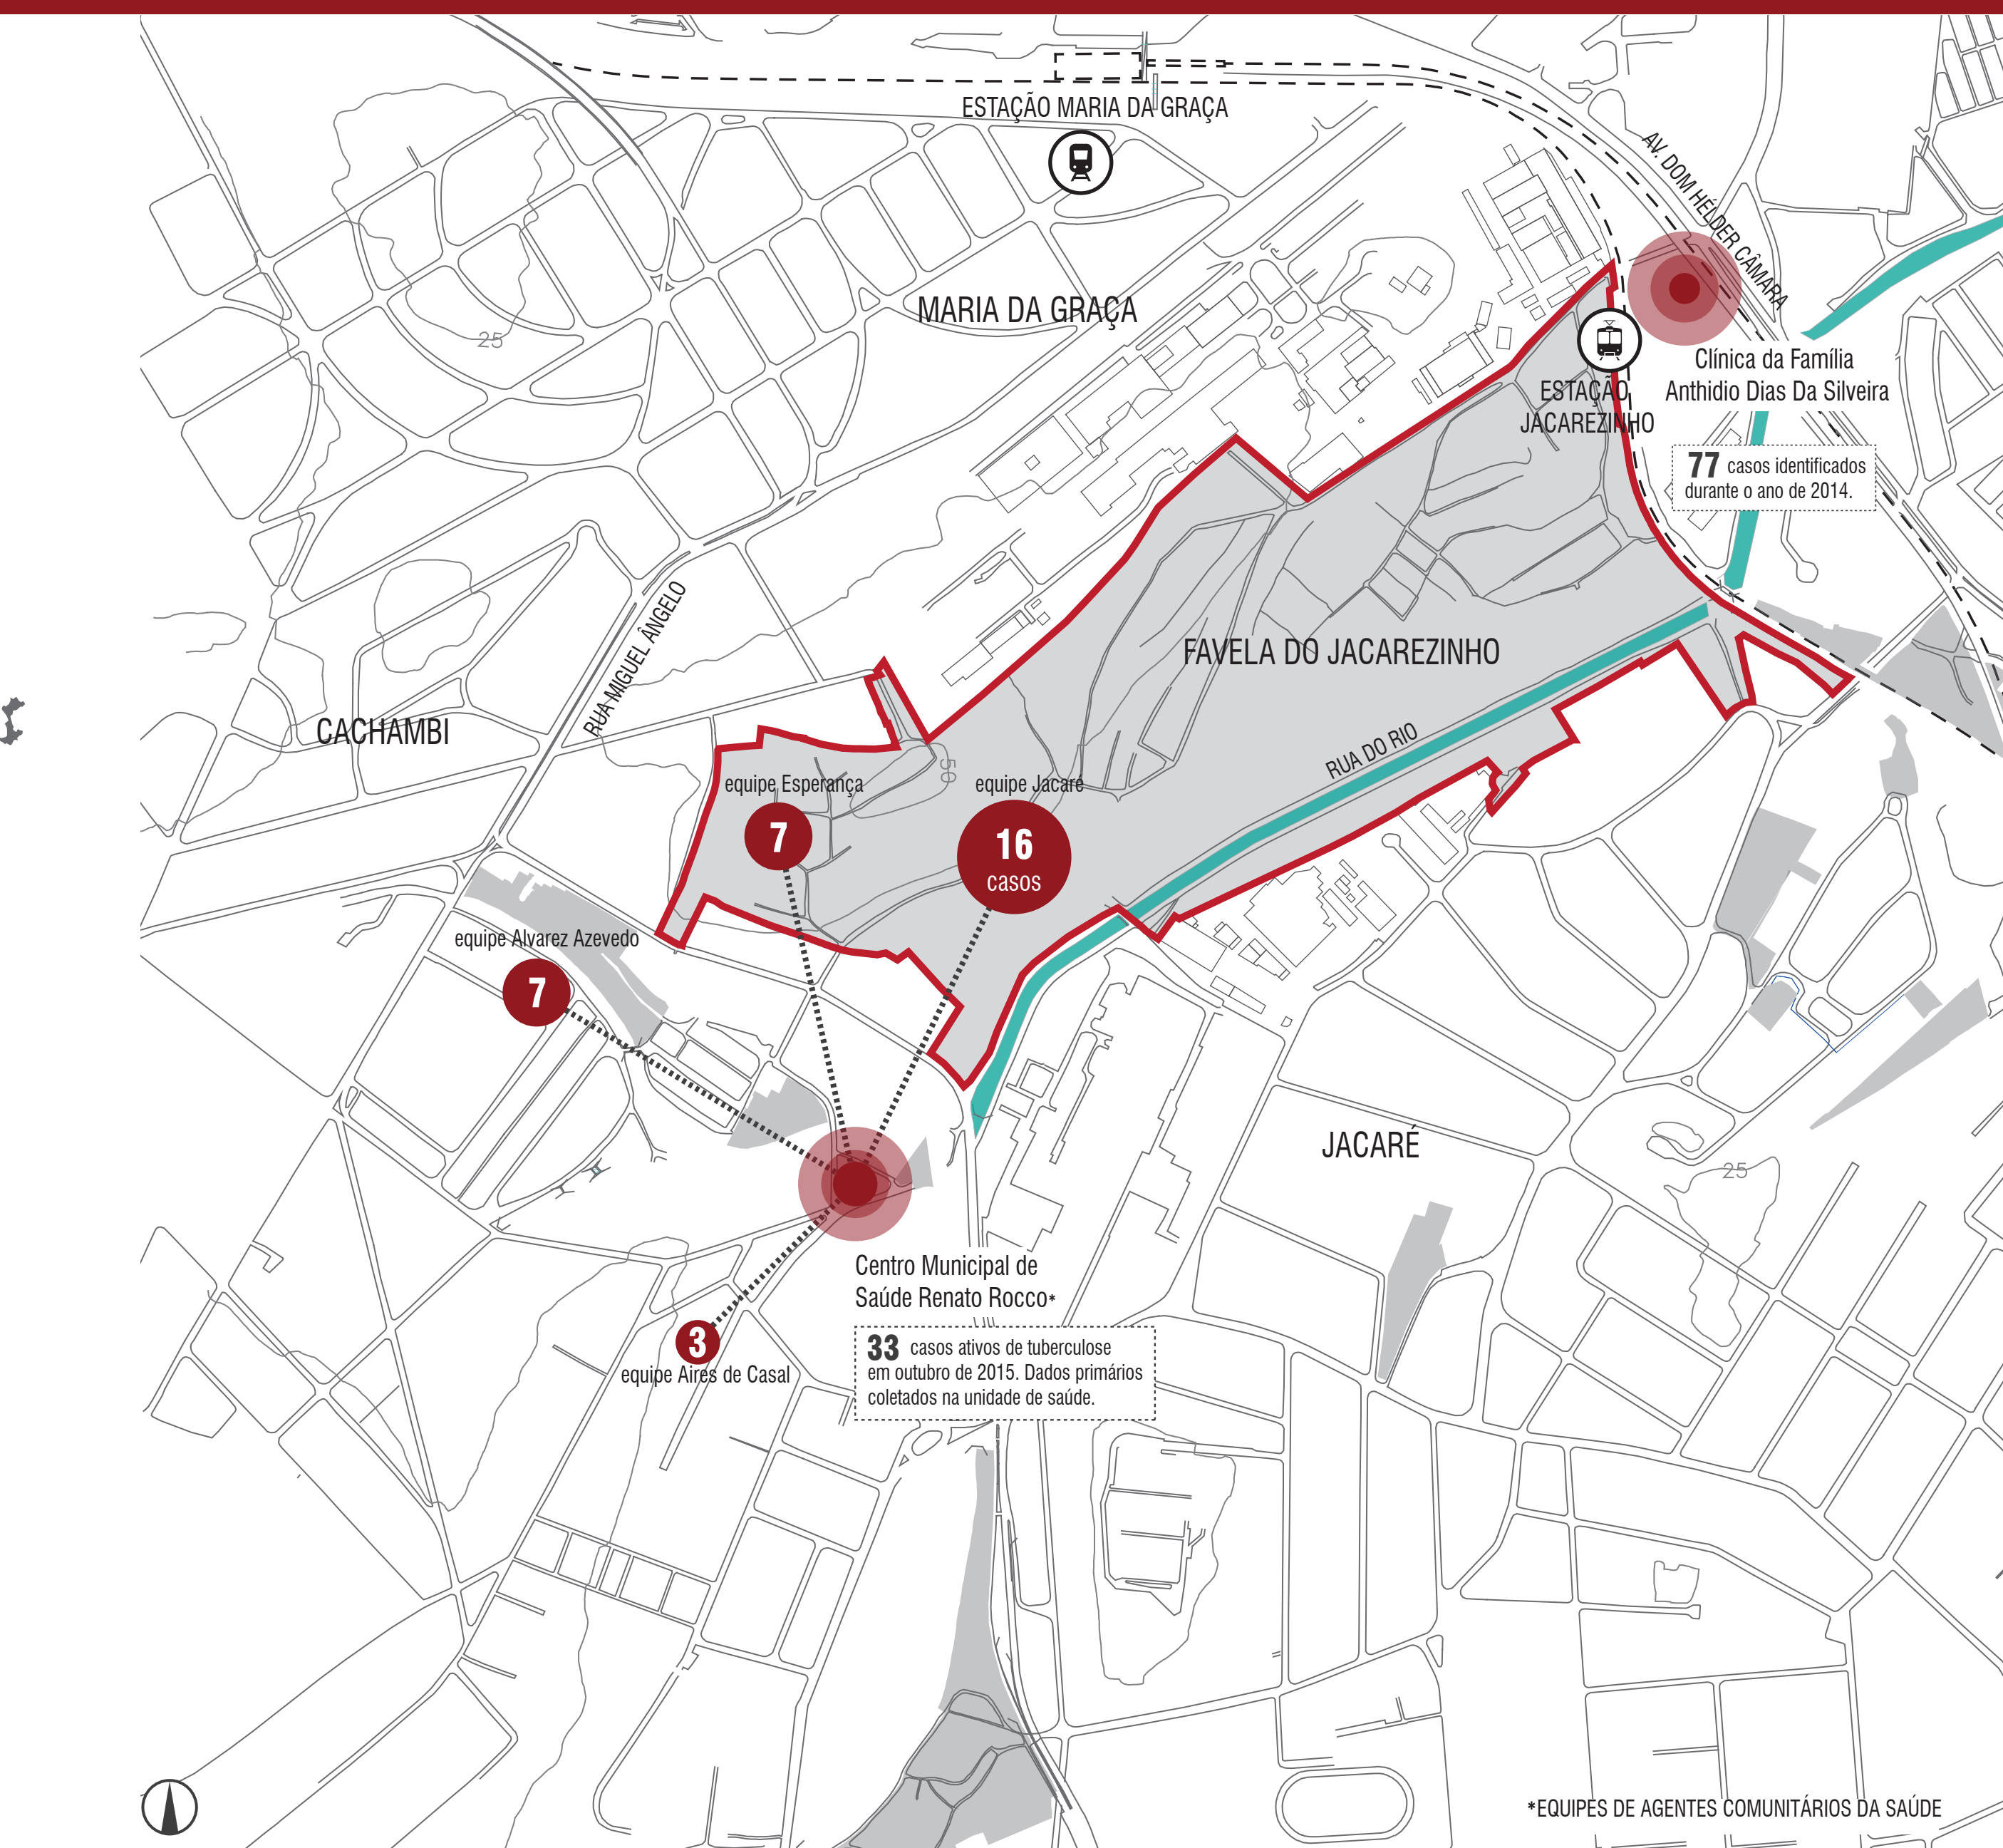 ESTAÇÃO MARIA DA GRAÇA
AV. DOM HÉLDER CÂMARA
MARIA DA GRAÇA
25
Clínica da Família
Anthidio Dias Da Silveira
ESTAÇÃO
JACAREZINHO
77 casos identificados
durante o ano de 2014.
RUA MIGUEL ÂNGELO
FAVELA DO JACAREZINHO
CACHAMBI
RUA DO RIO
50
equipe Esperança
7
equipe Jacaré
16
casos
equipe Alvarez Azevedo
7
JACARÉ
25
Centro Municipal de
Saúde Renato Rocco*
33 casos ativos de tuberculose
em outubro de 2015. Dados primários
coletados na unidade de saúde.
3
equipe Aires de Casal
*EQUIPES DE AGENTES COMUNITÁRIOS DA SAÚDE